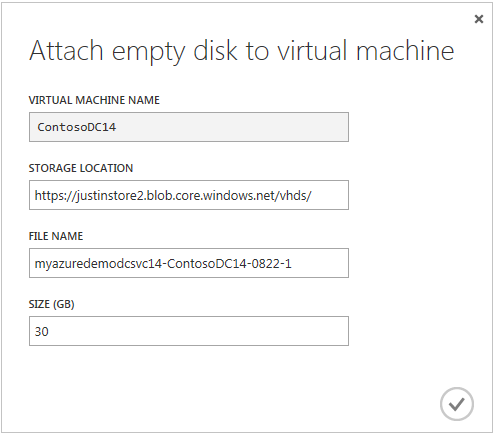 Attach empty disk to virtual machine
VIRTUAL MACHINE NAME
ContosoDC14
STORAGE LOCATION
https://justinstore2.blob.core.windows.net/vhds/
FILE NAME
myazuredemodcsvc14-ContosoDC14-0822-1
SIZE (GB)
30